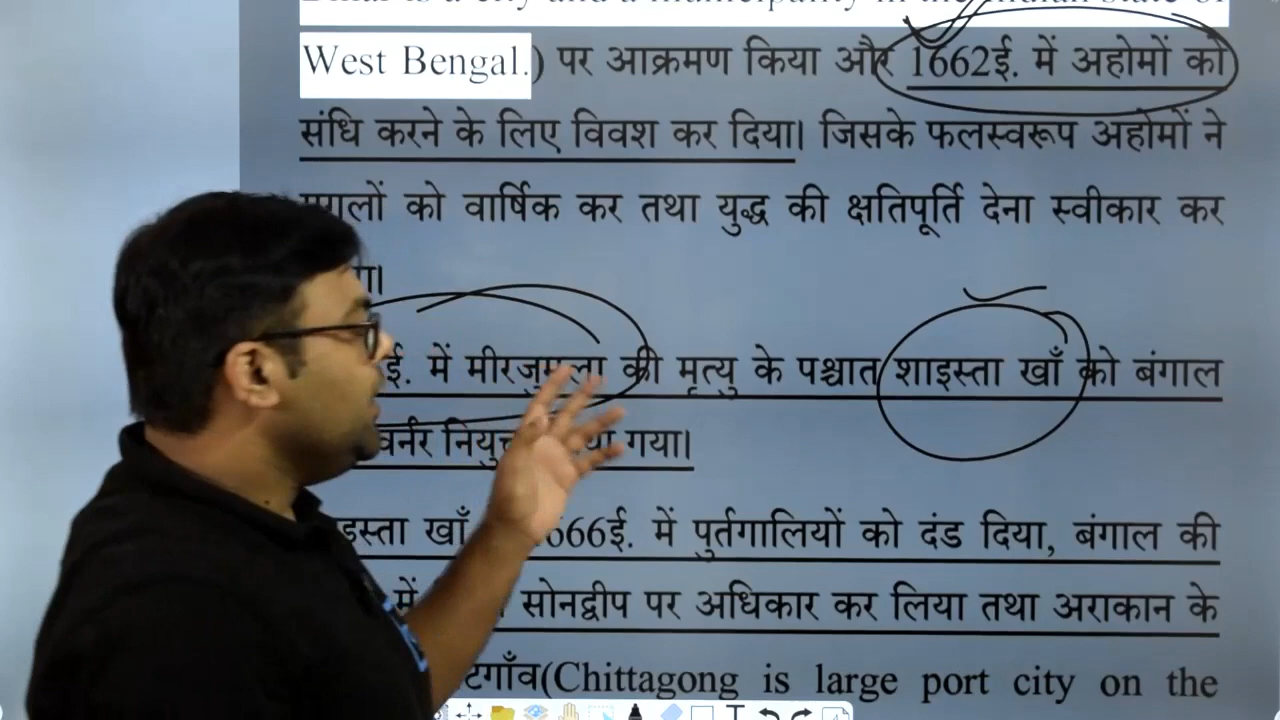 West Bengal.) पर आक्रमण किया और 1662ई. में अहोमों को
संधि करने के लिए विवश कर दिया। जिसके फलस्वरूप अहोमों ने
को वार्षिक कर तथा युद्ध की क्षतिपूर्ति देना स्वीकार कर
ई. में मीरजुमला की मृत्यु के पश्चात शाइस्ता खाँ को बंगाल
गया।
खाँ में पुर्तगालियों को दंड दिया, बंगाल की
में सोनद्वीप पर अधिकार कर लिया तथा अराकान के
(Chittagong is large port city on the